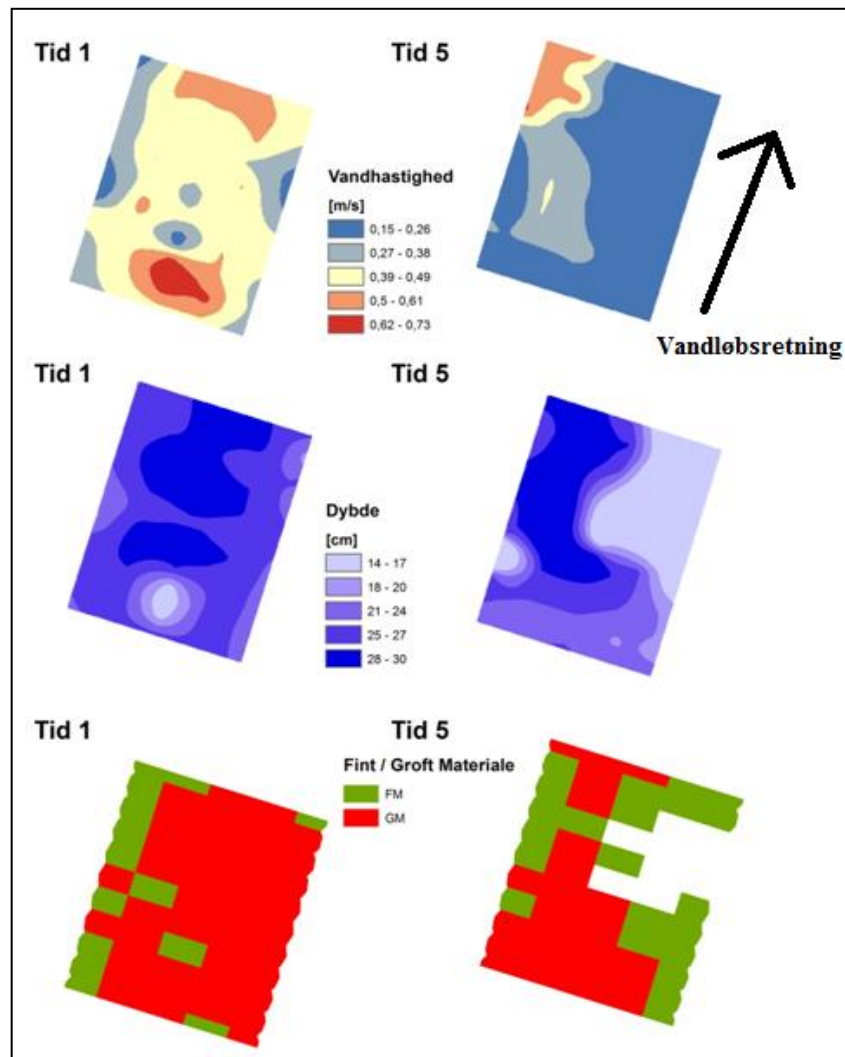 Tid 1
Tid 5
Vandhastighed
[m/s]
0,15 - 0,26
0,27 - 0,38
0,39 - 0,49
0,5 - 0,61
0,62 - 0,73
Vandløbsretning
Tid 1
Tid 5
Dybde
[cm]
14 - 17
18 - 20
21 - 24
25 - 27
28 - 30
Tid 1
Tid 5
Fint / Groft Materiale
FM
GM